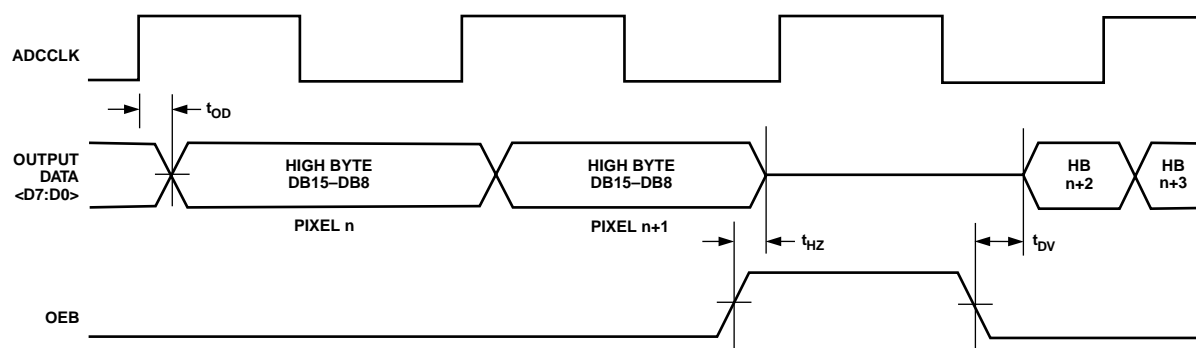 ADCCLK
tOD
OUTPUT
DATA
<D7:D0>
HIGH BYTE
DB15–DB8
HIGH BYTE
DB15–DB8
HB
n+2
HB
n+3
PIXEL n
PIXEL n+1
tHZ
tDV
OEB